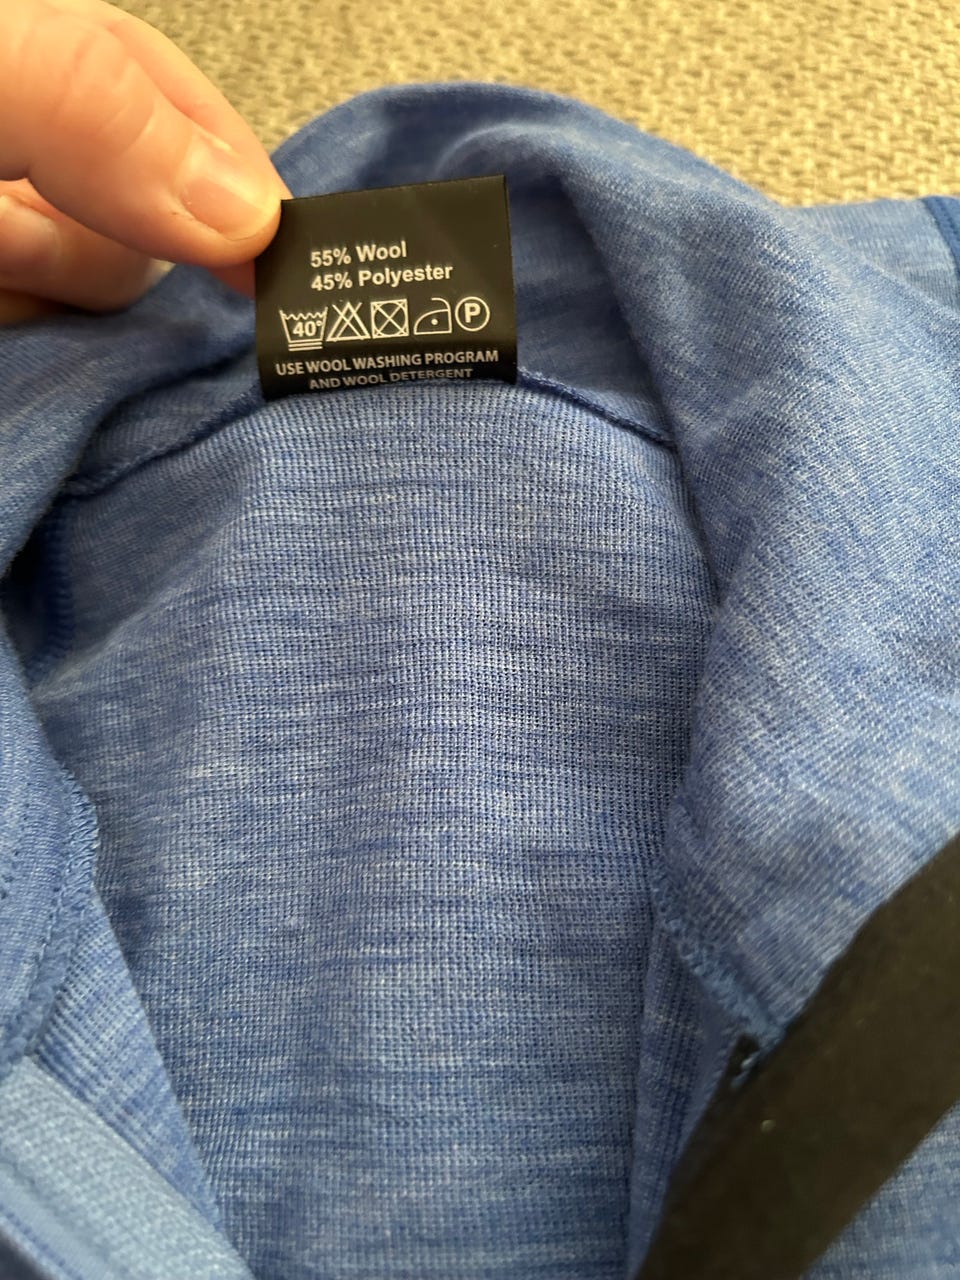 55% Wool
45% Polyester
40° P
USE WOOL WASHING PROGRAM
AND WOOL DETERGENT